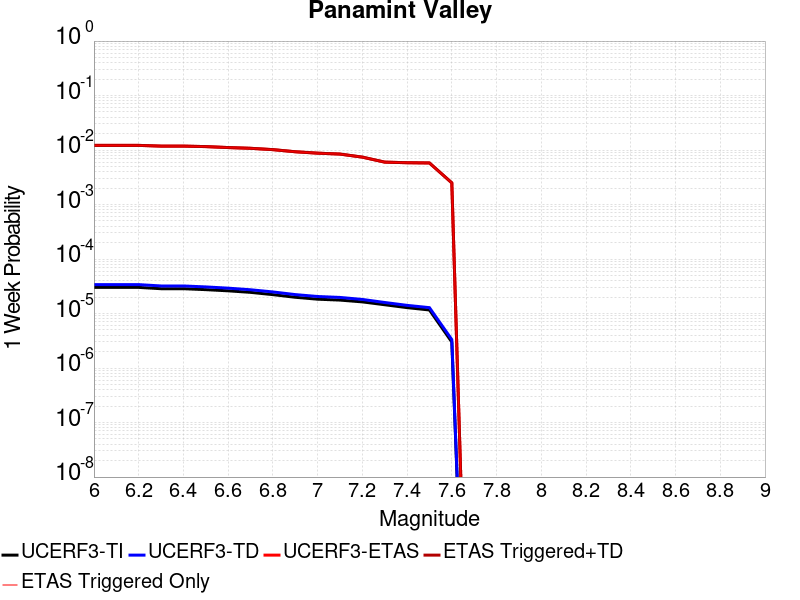 Panamint Valley
1 Week Probability
10^0
10^-1
10^-2
10^-3
10^-4
10^-5
10^-6
10^-7
10^-8
6 6.2 6.4 6.6 6.8 7 7.2 7.4 7.6 7.8 8 8.2 8.4 8.6 8.8 9
Magnitude
UCERF3-TI UCERF3-TD UCERF3-ETAS ETAS Triggered+TD
ETAS Triggered Only